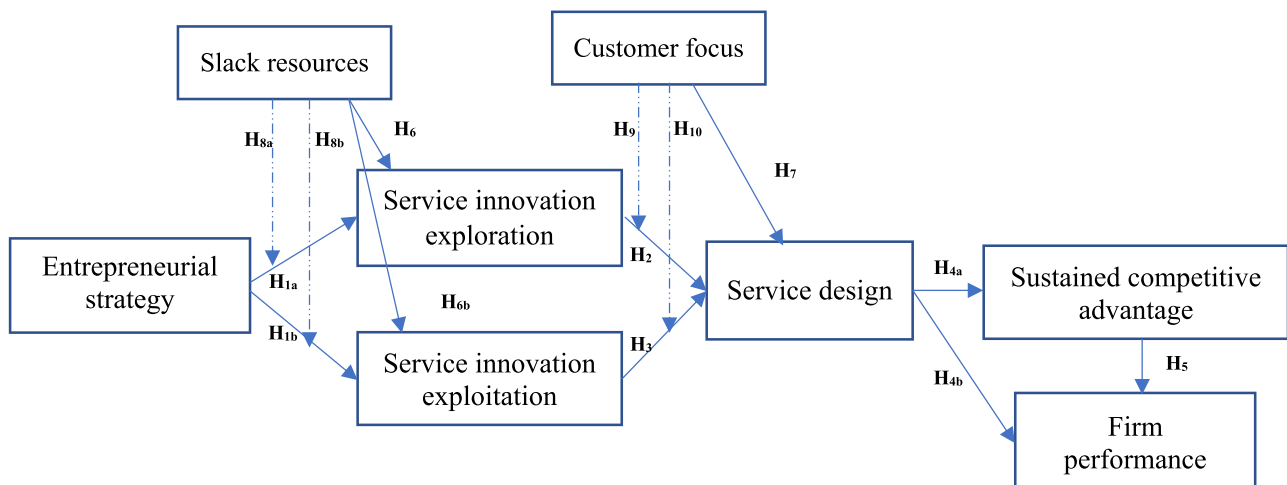 Slack resources
Customer focus
H8a
H8b
H6
H9
H10
H7
Service innovation
exploration
Entrepreneurial
strategy
H1a
H2
Service design
H4a
Sustained competitive
advantage
H6b
H1b
H3
Service innovation
exploitation
H4b
H5
Firm
performance